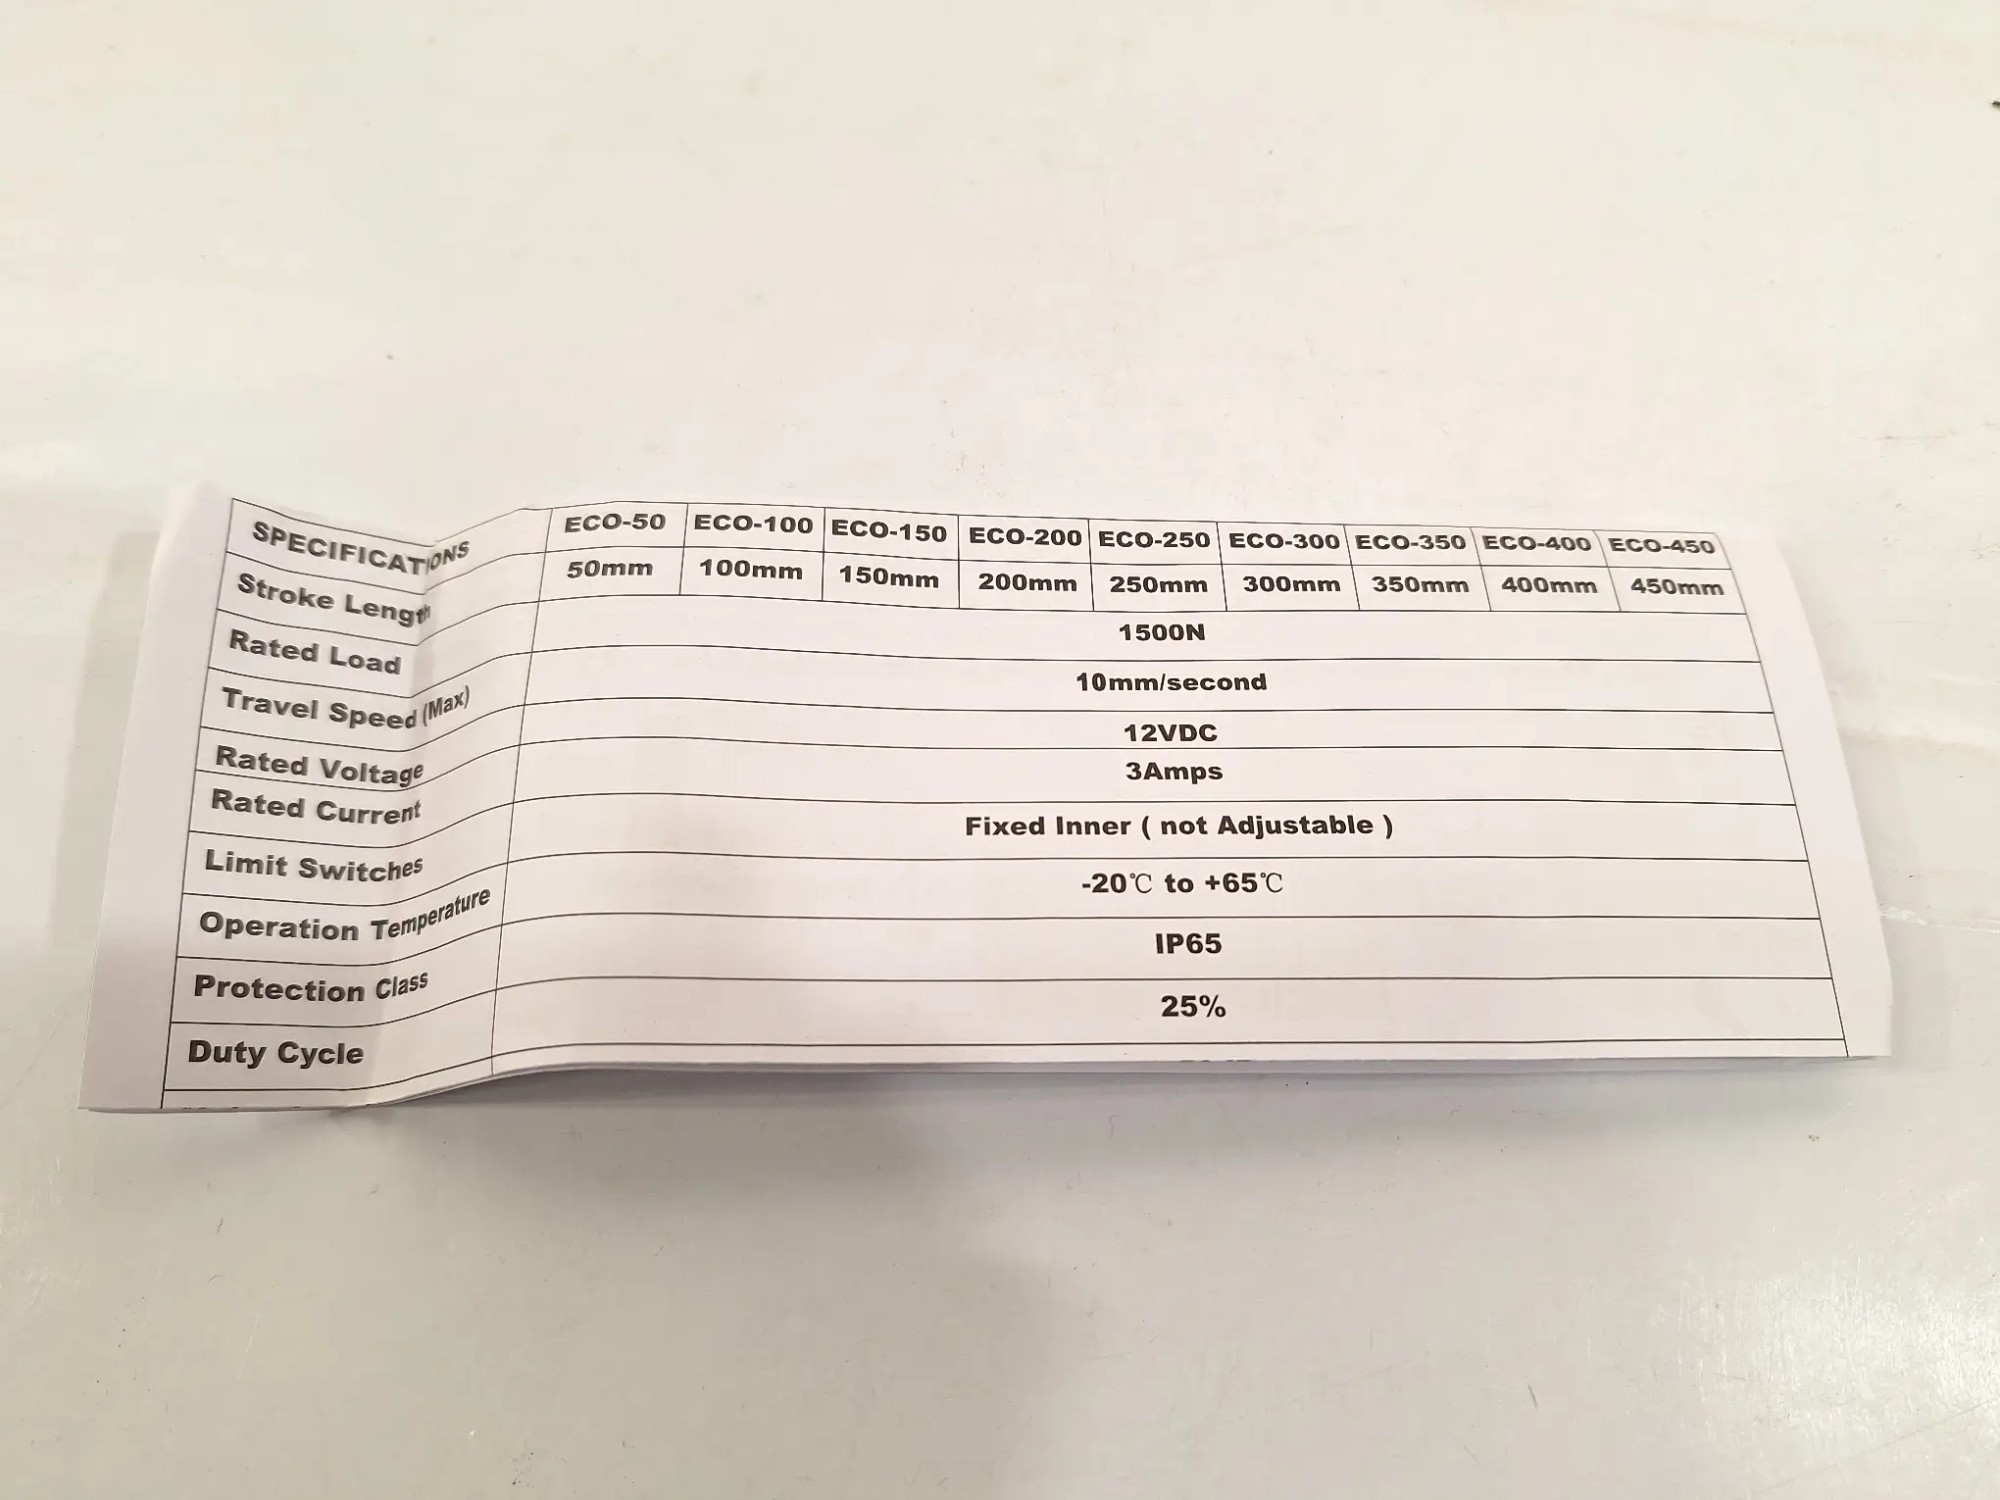 SPECIFICATIONS ECO-50 ECO-100 ECO-150 ECO-200 ECO-250 ECO-300 ECO-350 ECO-400 ECO-450
Stroke Length 50mm 100mm 150mm 200mm 250mm 300mm 350mm 400mm 450mm
Rated Load 1500N
Travel Speed (Max) 10mm/second
Rated Voltage 12VDC
Rated Current 3Amps
Limit Switches Fixed Inner ( not Adjustable )
Operation Temperature -20℃ to +65℃
Protection Class IP65
Duty Cycle 25%